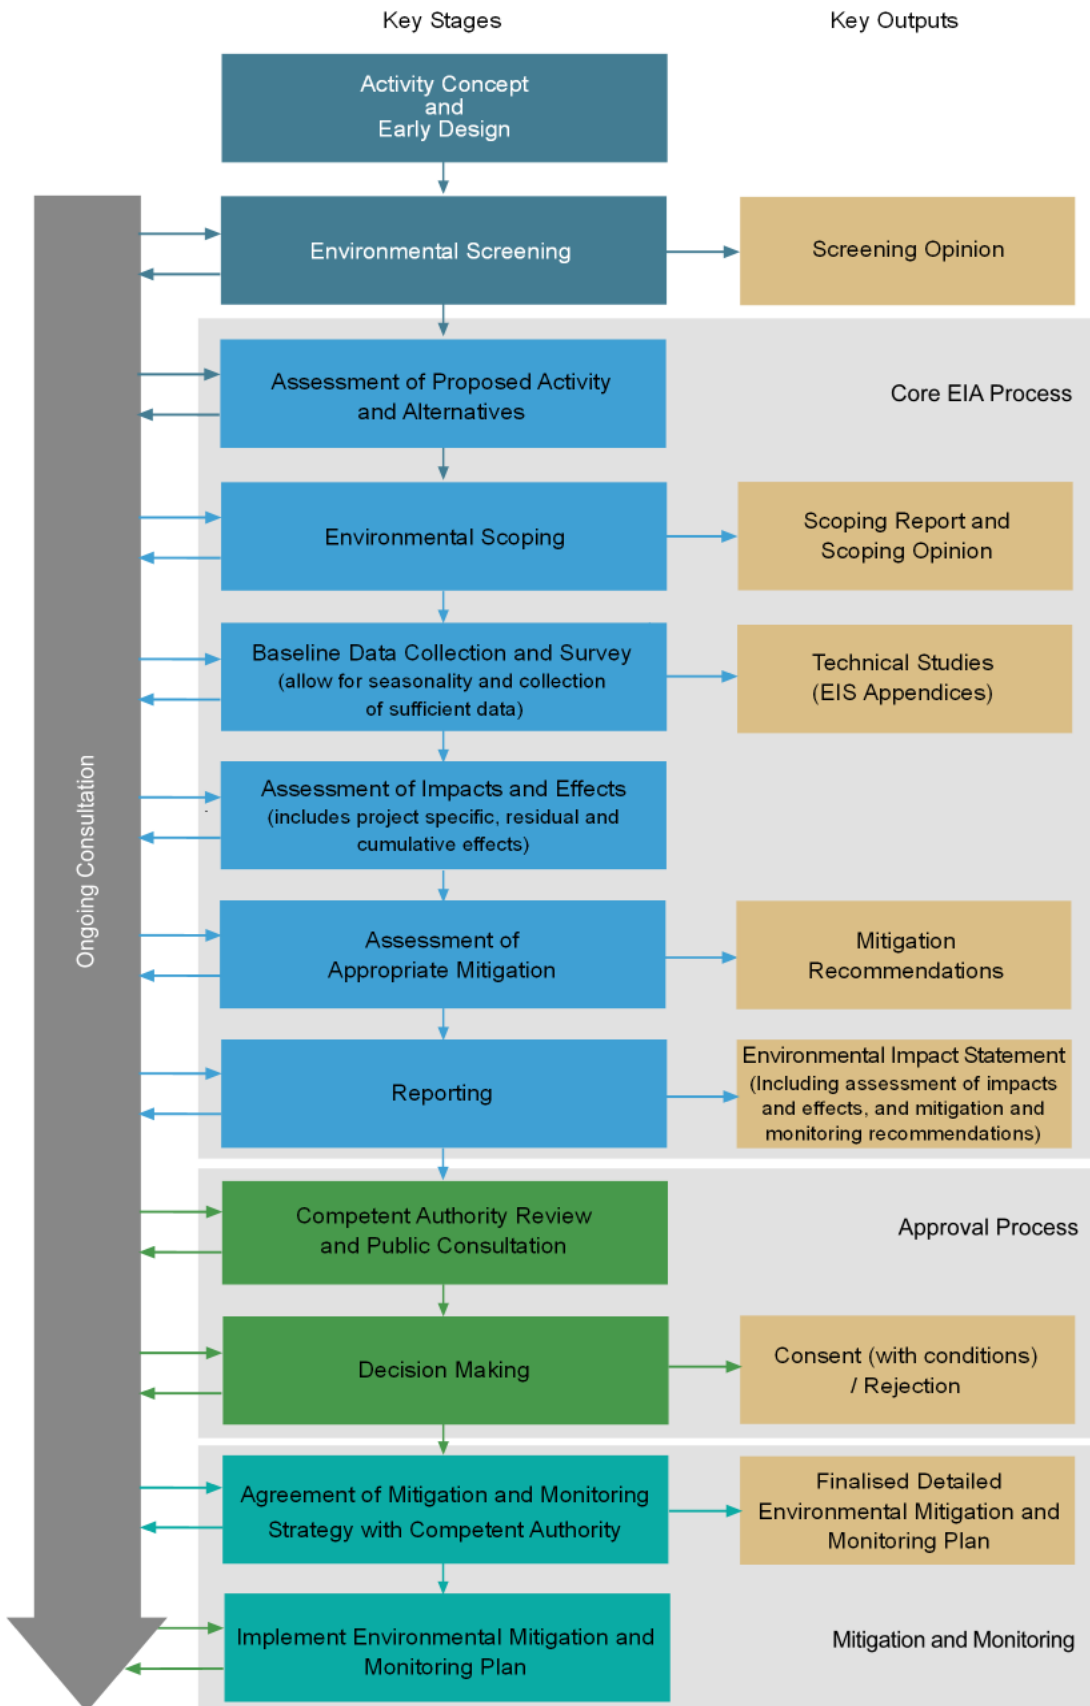 Key Stages
Key Outputs
Activity Concept
and
Early Design
Environmental Screening
Screening Opinion
Core EIA Process
Assessment of Proposed Activity
and Alternatives
Environmental Scoping
Scoping Report and
Scoping Opinion
Baseline Data Collection and Survey
(allow for seasonality and collection
of sufficient data)
Technical Studies
(EIS Appendices)
Assessment of Impacts and Effects
(includes project specific, residual and
cumulative effects)
Ongoing Consultation
Assessment of
Appropriate Mitigation
Mitigation
Recommendations
Reporting
Environmental Impact Statement
(Including assessment of impacts
and effects, and mitigation and
monitoring recommendations)
Competent Authority Review
and Public Consultation
Approval Process
Decision Making
Consent (with conditions)
/ Rejection
Agreement of Mitigation and Monitoring
Strategy with Competent Authority
Finalised Detailed
Environmental Mitigation and
Monitoring Plan
Implement Environmental Mitigation and
Monitoring Plan
Mitigation and Monitoring